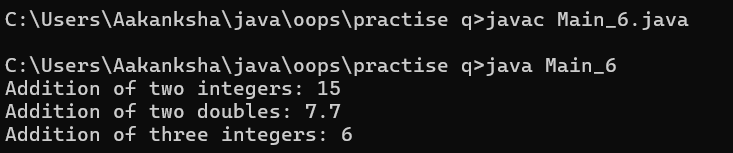 C:\Users\Aakanksha\java\oops\practise q>javac Main_6.java
C:\Users\Aakanksha\java\oops\practise q>java Main_6
Addition of two integers: 15
Addition of two doubles: 7.7
Addition of three integers: 6